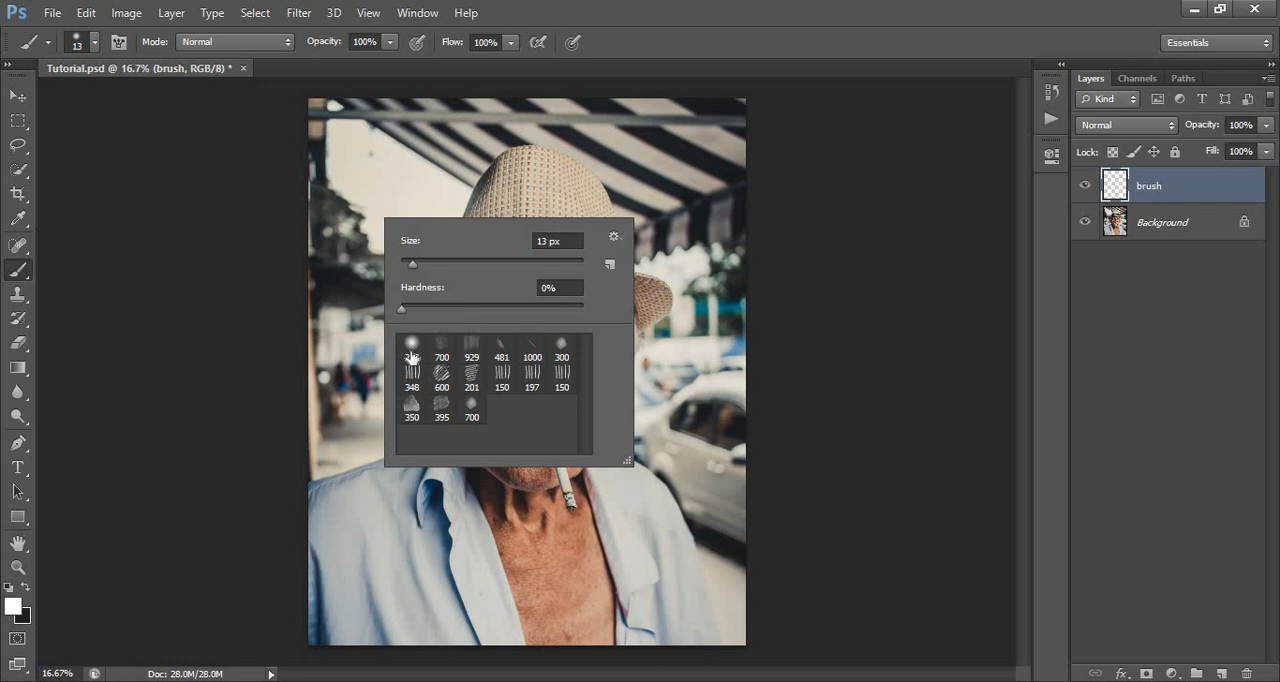 Ps File Edit Image Layer Type Select Filter 3D View Window Help
13 Mode: Normal Opacity: 100% Flow: 100% Essentials
Tutorial.psd @ 16.7% (brush, RGB/8) * ×
Layers Channels Paths
Kind
Normal Opacity: 100%
Lock: Fill: 100%
brush
Background
Size: 13 px
Hardness: 0%
700 929 481 1000 300
348 600 201 150 197 150
350 395 700
16.67% Doc: 28.0M/28.0M